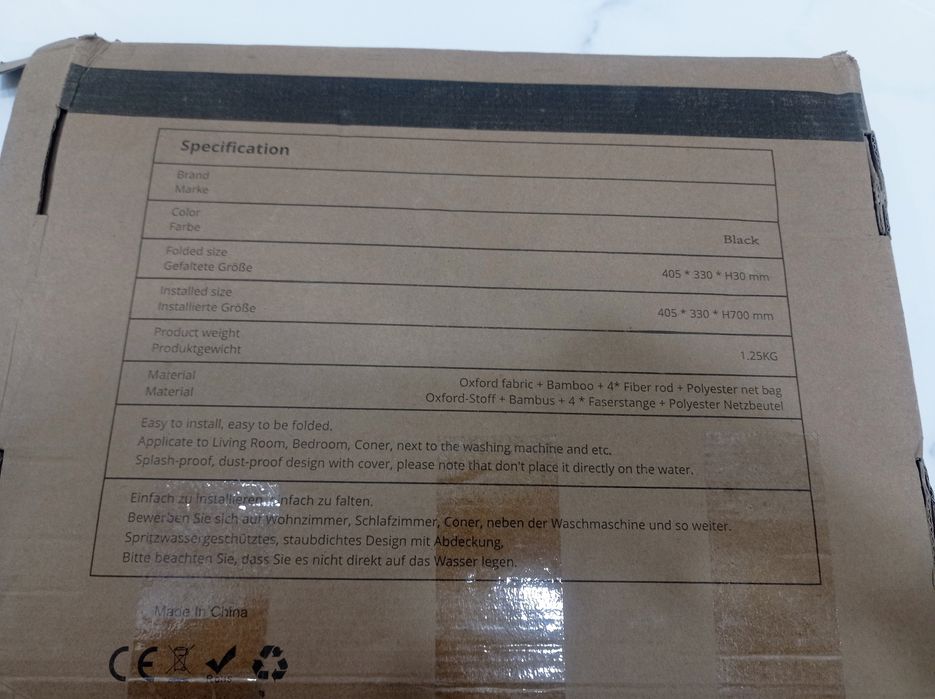 Specification
Brand
Marke
Color
Farbe
Black
Folded size
Gefaltete Größe
405 * 330 * H30 mm
Installed size
Installierte Größe
405 * 330 * H700 mm
Product weight
Produktgewicht
1.25KG
Material
Material
Oxford fabric + Bamboo + 4* Fiber rod + Polyester net bag
Oxford-Stoff + Bambus + 4 * Faserstange + Polyester Netzbeutel
Easy to install, easy to be folded.
Applicate to Living Room, Bedroom, Coner, next to the washing machine and etc.
Splash-proof, dust-proof design with cover, please note that don't place it directly on the water.
Einfach zu installieren einfach zu falten.
Bewerben Sie sich auf Wohnzimmer, Schlafzimmer, Coner, neben der Waschmaschine und so weiter.
Spritzwassergeschütztes, staubdichtes Design mit Abdeckung,
Bitte beachten Sie, dass Sie es nicht direkt auf das Wasser legen.
Made In China
CE